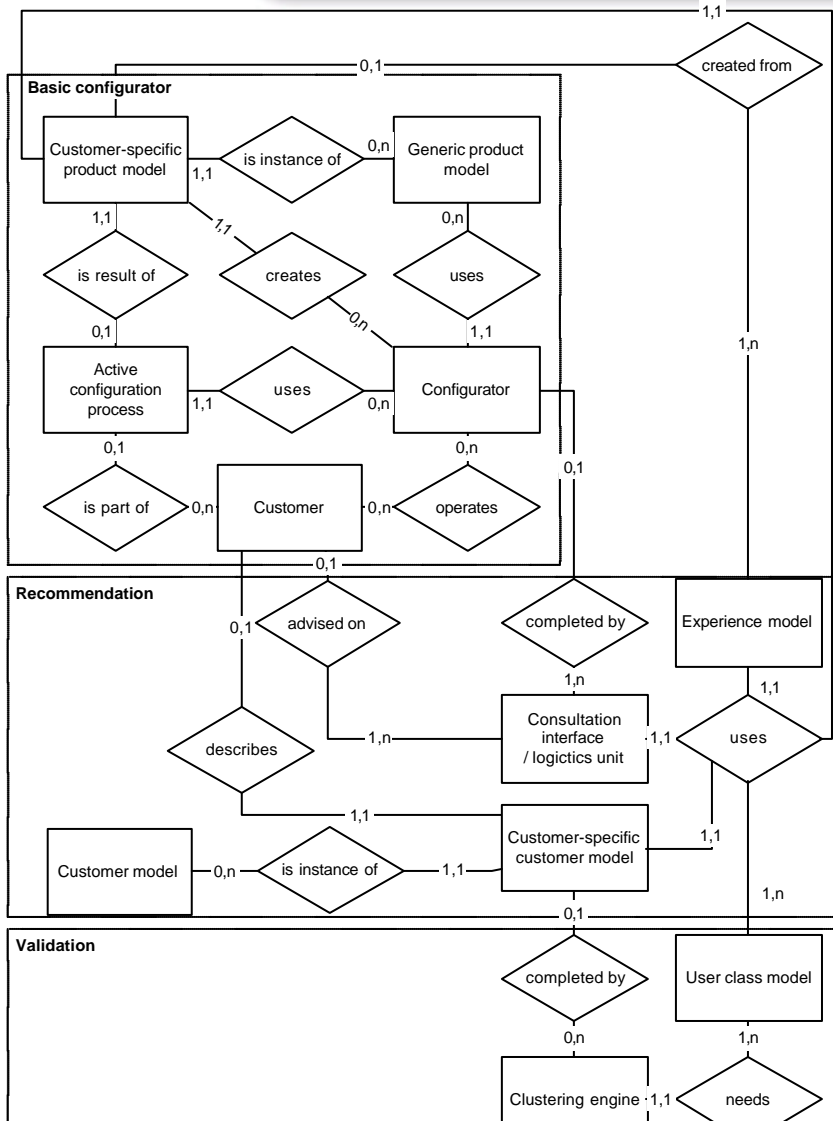 1,1
created from
0,1
Basic configurator
Customer-specific
product model
1,1
is instance of
0,n
Generic product
model
1,1
1,1
0,n
is result of
creates
uses
0,1
0,n
1,1
1,n
Active
configuration
process
1,1
uses
0,n
Configurator
0,1
0,n
0,1
is part of
0,n
Customer
0,n
operates
0,1
Recommendation
0,1
advised on
completed by
Experience model
1,n
1,1
describes
1,n
Consultation
interface
/ logictics unit
1,1
uses
1,1
Customer-specific
customer model
1,1
Customer model
0,n
is instance of
1,1
1,n
0,1
Validation
completed by
User class model
0,n
1,n
Clustering engine
1,1
needs